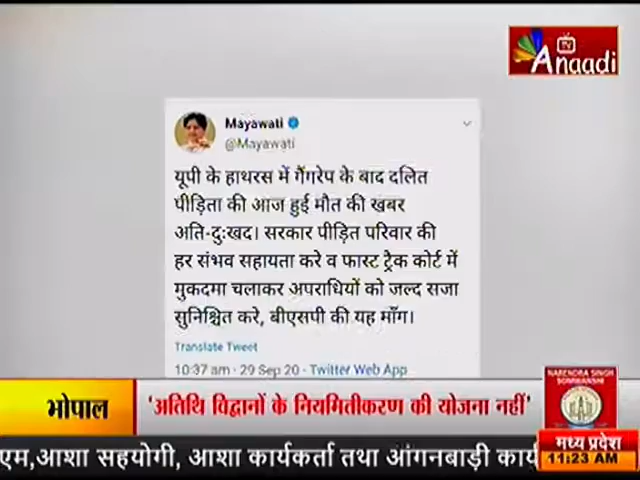 TV
Anaadi
Mayawati
@Mayawati
यूपी के हाथरस में गैंगरेप के बाद दलित
पीड़िता की आज हुई मौत की खबर
अति-दुःखद। सरकार पीड़ित परिवार की
हर संभव सहायता करे व फास्ट ट्रैक कोर्ट में
मुकदमा चलाकर अपराधियों को जल्द सजा
सुनिश्चित करे, बीएसपी की यह माँग।
Translate Tweet
10:37 am · 29 Sep 20 · Twitter Web App
भोपाल
'अतिथि विद्वानों के नियमितीकरण की योजना नहीं'
NARENDRA SINGH
मध्य प्रदेश
एम,आशा सहयोगी, आशा कार्यकर्ता तथा आंगनबाड़ी कार्य
11:23 AM